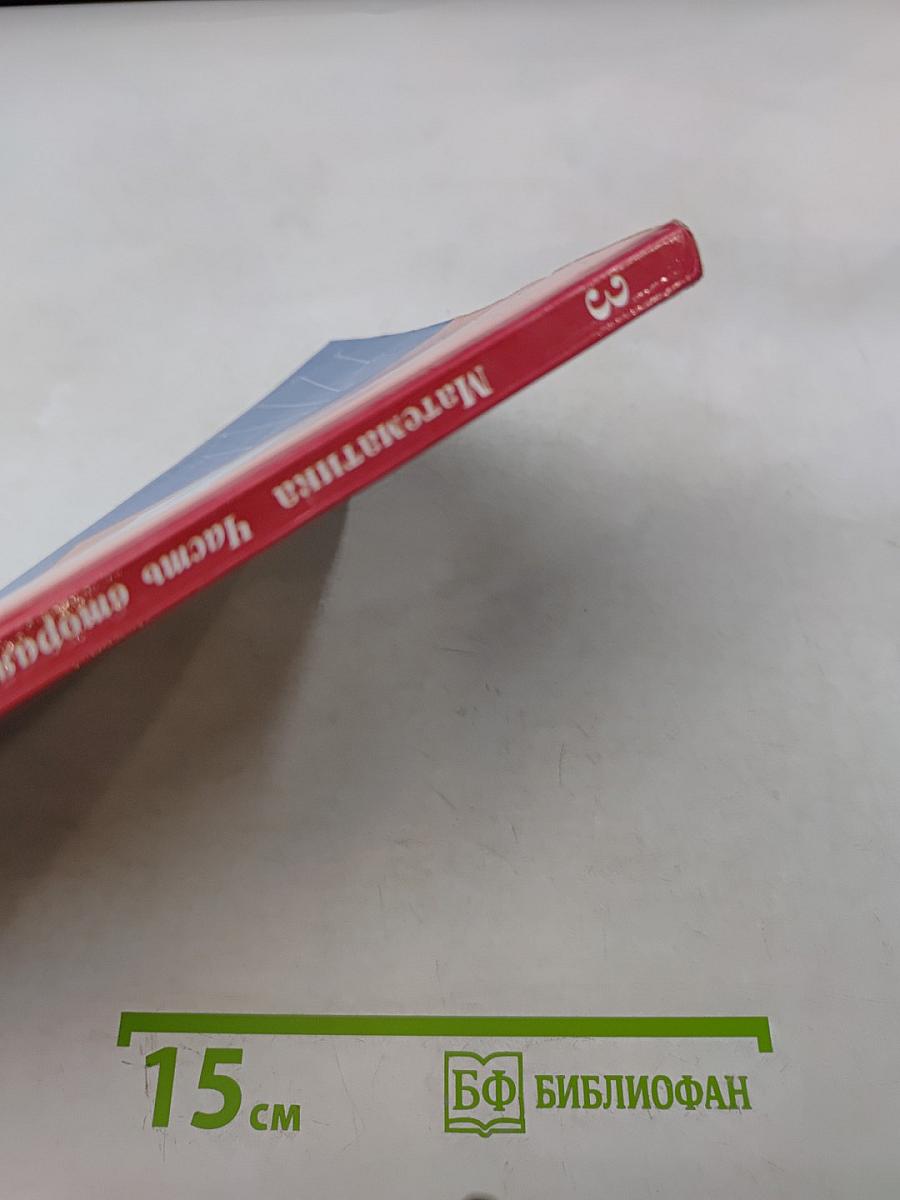 3 Математика Часть вторая
15 см
БФ БИБЛИОФАН